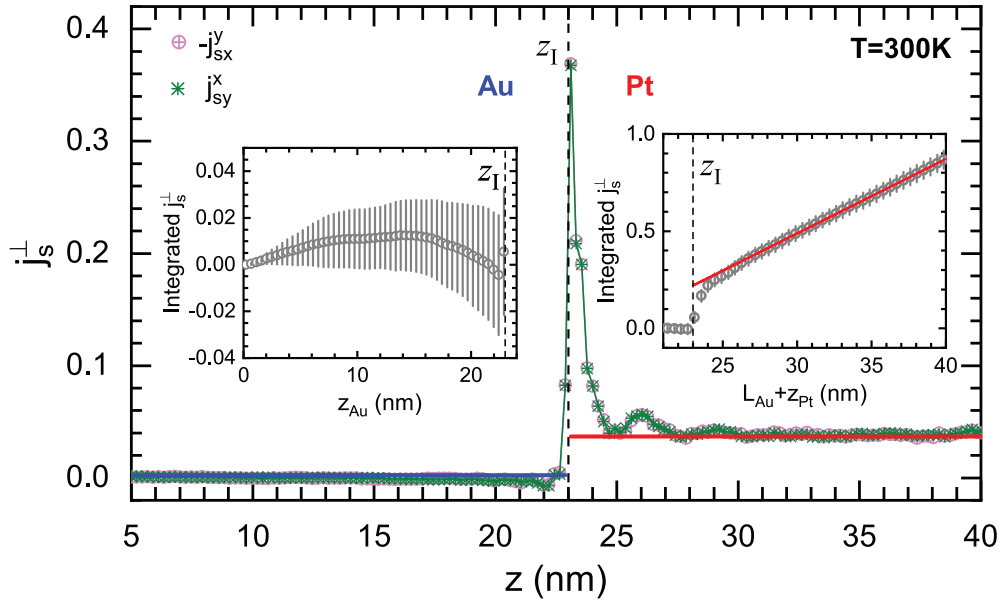 0.4
0.3
0.2
0.1
0.0
j_s^⊥
-j_sx^y
j_sy^x
z_I
T=300K
Au
Pt
0.04
0.02
0.00
-0.02
-0.04
Integrated j_s^⊥
z_I
0
10
20
z_Au (nm)
1.0
0.5
0.0
Integrated j_s^⊥
z_I
25
30
35
40
L_Au+z_Pt (nm)
5
10
15
20
25
30
35
40
z (nm)